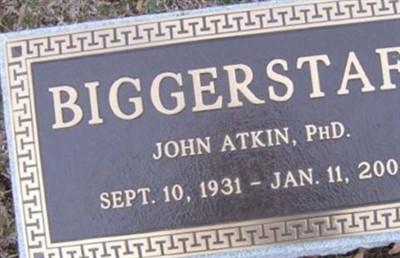 BIGGERSTAF
JOHN ATKIN, PHD.
SEPT. 10, 1931 - JAN. 11, 200